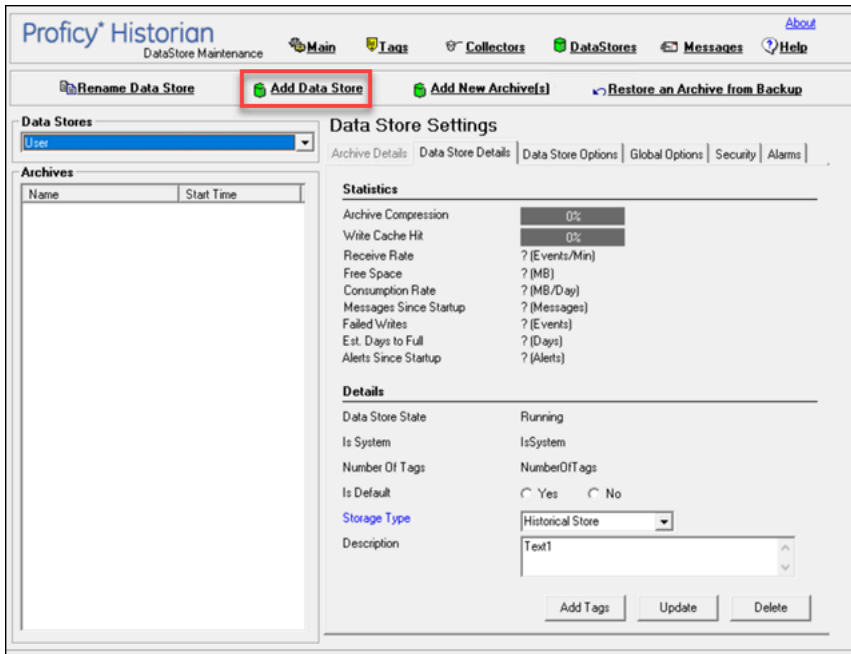 About
Proficy* Historian
DataStore Maintenance
Main Tags Collectors DataStores Messages Help
Rename Data Store Add Data Store Add New Archive(s) Restore an Archive from Backup
Data Stores
User
Archives
Name Start Time
Data Store Settings
Archive Details Data Store Details Data Store Options Global Options Security Alarms
Statistics
Archive Compression 0%
Write Cache Hit 0%
Receive Rate ? (Events/Min)
Free Space ? (MB)
Consumption Rate ? (MB/Day)
Messages Since Startup ? (Messages)
Failed Writes ? (Events)
Est. Days to Full ? (Days)
Alerts Since Startup ? (Alerts)
Details
Data Store State Running
Is System IsSystem
Number Of Tags NumberOfTags
Is Default Yes No
Storage Type Historical Store
Description Text1
Add Tags Update Delete